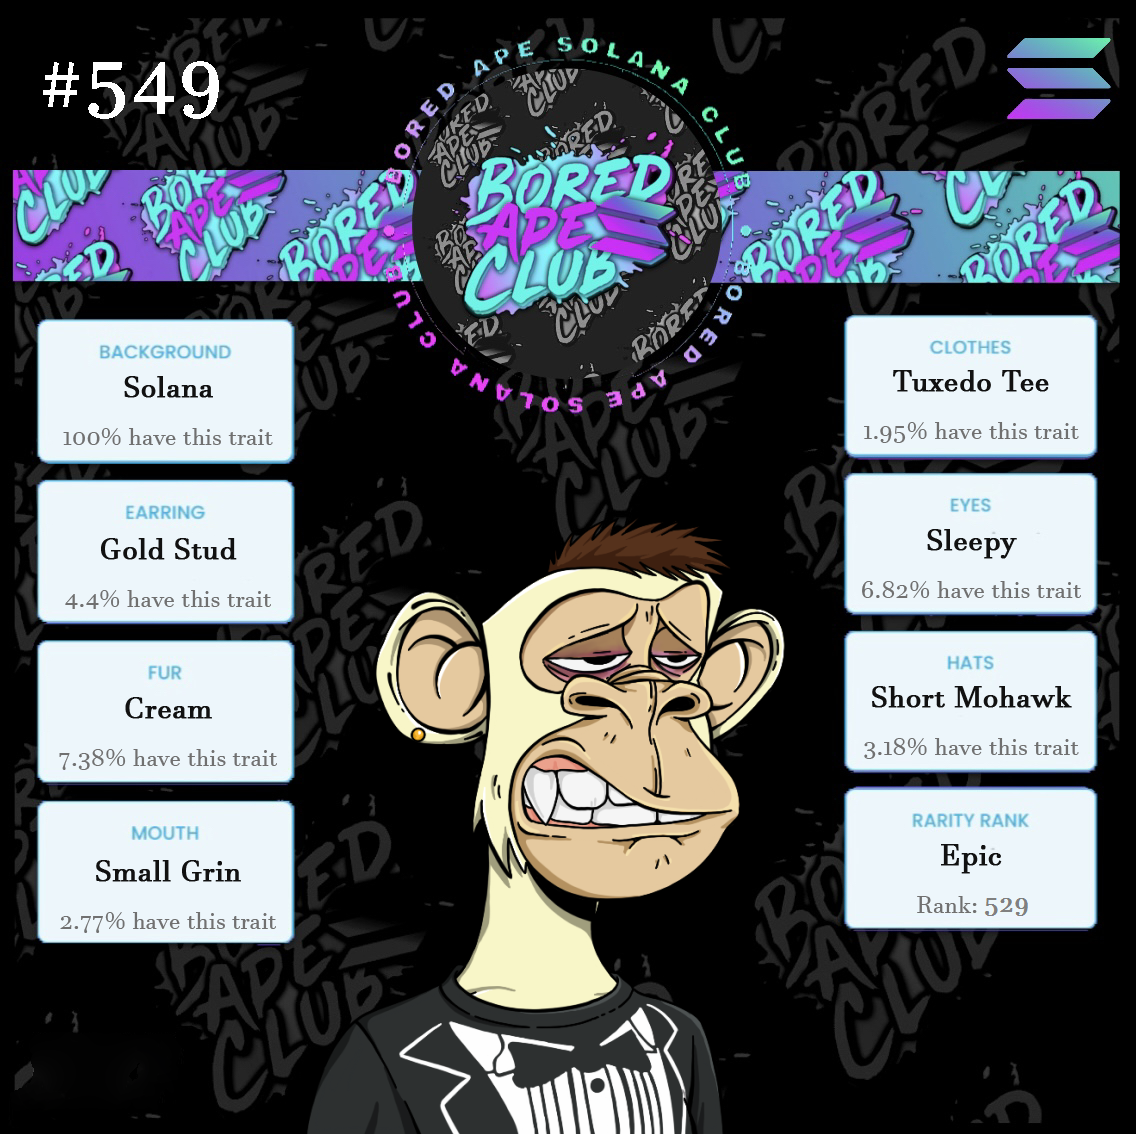 #549
BORED APE SOLANA CLUB
BORED
APE
CLUB
BORED APE SOLANA CLUB
BACKGROUND
Solana
100% have this trait
EARRING
Gold Stud
4.4% have this trait
FUR
Cream
7.38% have this trait
MOUTH
Small Grin
2.77% have this trait
CLOTHES
Tuxedo Tee
1.95% have this trait
EYES
Sleepy
6.82% have this trait
HATS
Short Mohawk
3.18% have this trait
RARITY RANK
Epic
Rank: 529